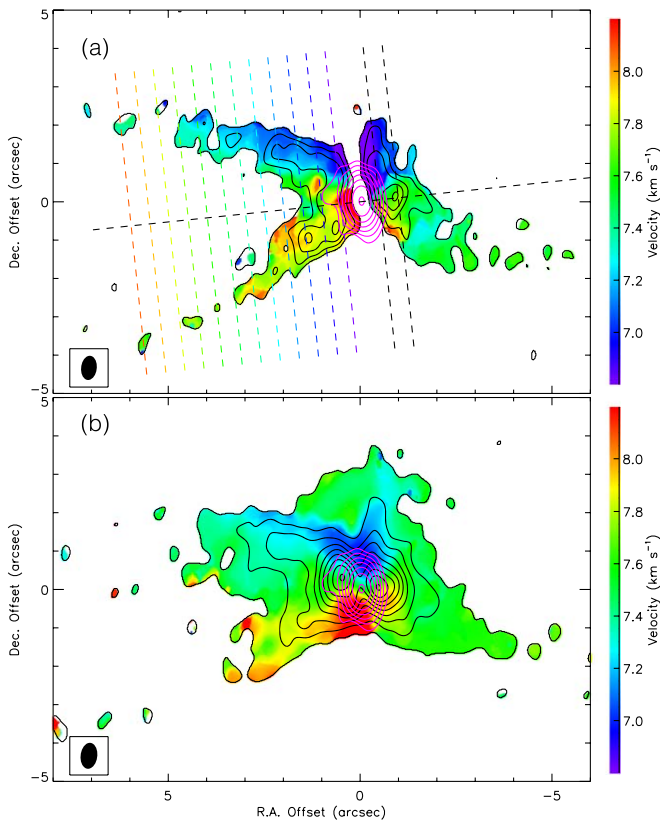 5
(a)
8.0
7.8
7.6
7.4
7.2
7.0
Velocity (km s⁻¹)
Dec. Offset (arcsec)
0
−5
5
(b)
8.0
7.8
7.6
7.4
7.2
7.0
Velocity (km s⁻¹)
Dec. Offset (arcsec)
0
−5
5 0 −5
R.A. Offset (arcsec)